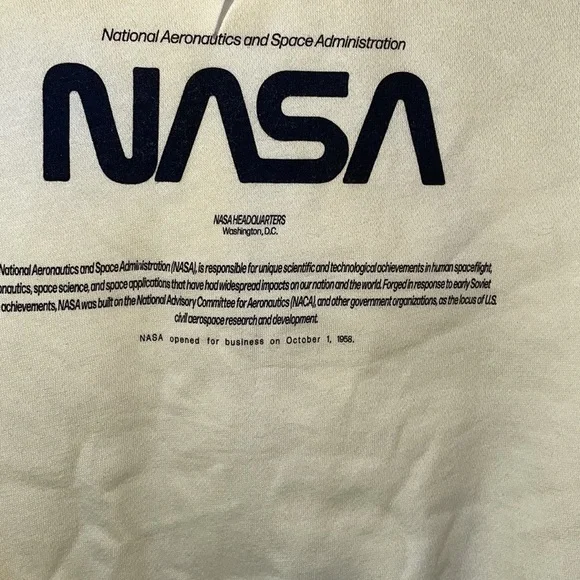 National Aeronautics and Space Administration
NASA
NASA HEADQUARTERS
Washington, D.C.
National Aeronautics and Space Administration (NASA), is responsible for unique scientific and technological achievements in human spaceflight,
space science, and space applications that have had widespread impacts on our nation and the world. Forged in response to early Soviet
achievements, NASA was built on the National Advisory Committee for Aeronautics (NACA), and other government organizations, as the locus of U.S.
civil aerospace research and development.
NASA opened for business on October 1, 1958.